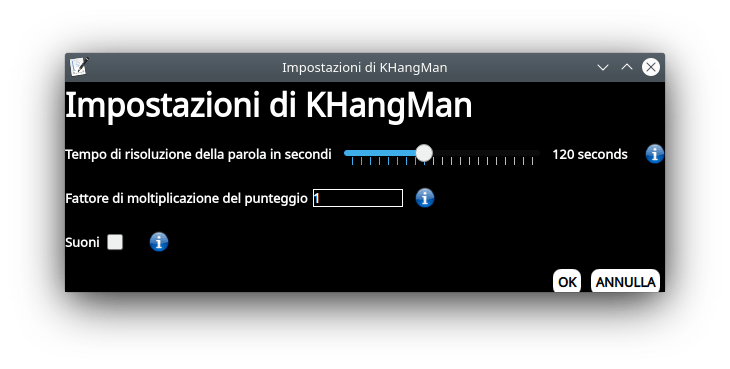 Impostazioni di KHangMan
Impostazioni di KHangMan
Tempo di risoluzione della parola in secondi 120 seconds
Fattore di moltiplicazione del punteggio 1
Suoni
OK ANNULLA